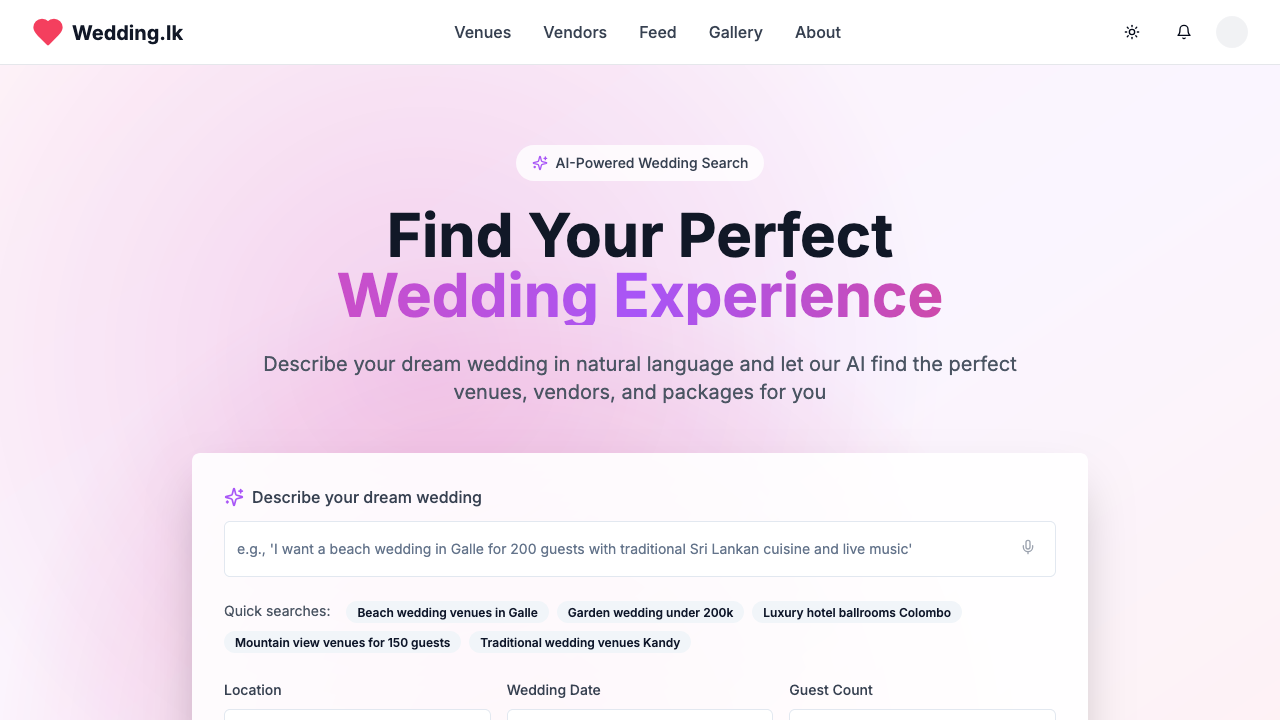 Wedding.lk
Venues Vendors Feed Gallery About
AI-Powered Wedding Search
Find Your Perfect
Wedding Experience
Describe your dream wedding in natural language and let our AI find the perfect
venues, vendors, and packages for you
Describe your dream wedding
e.g., 'I want a beach wedding in Galle for 200 guests with traditional Sri Lankan cuisine and live music'
Quick searches: Beach wedding venues in Galle Garden wedding under 200k Luxury hotel ballrooms Colombo
Mountain view venues for 150 guests Traditional wedding venues Kandy
Location Wedding Date Guest Count